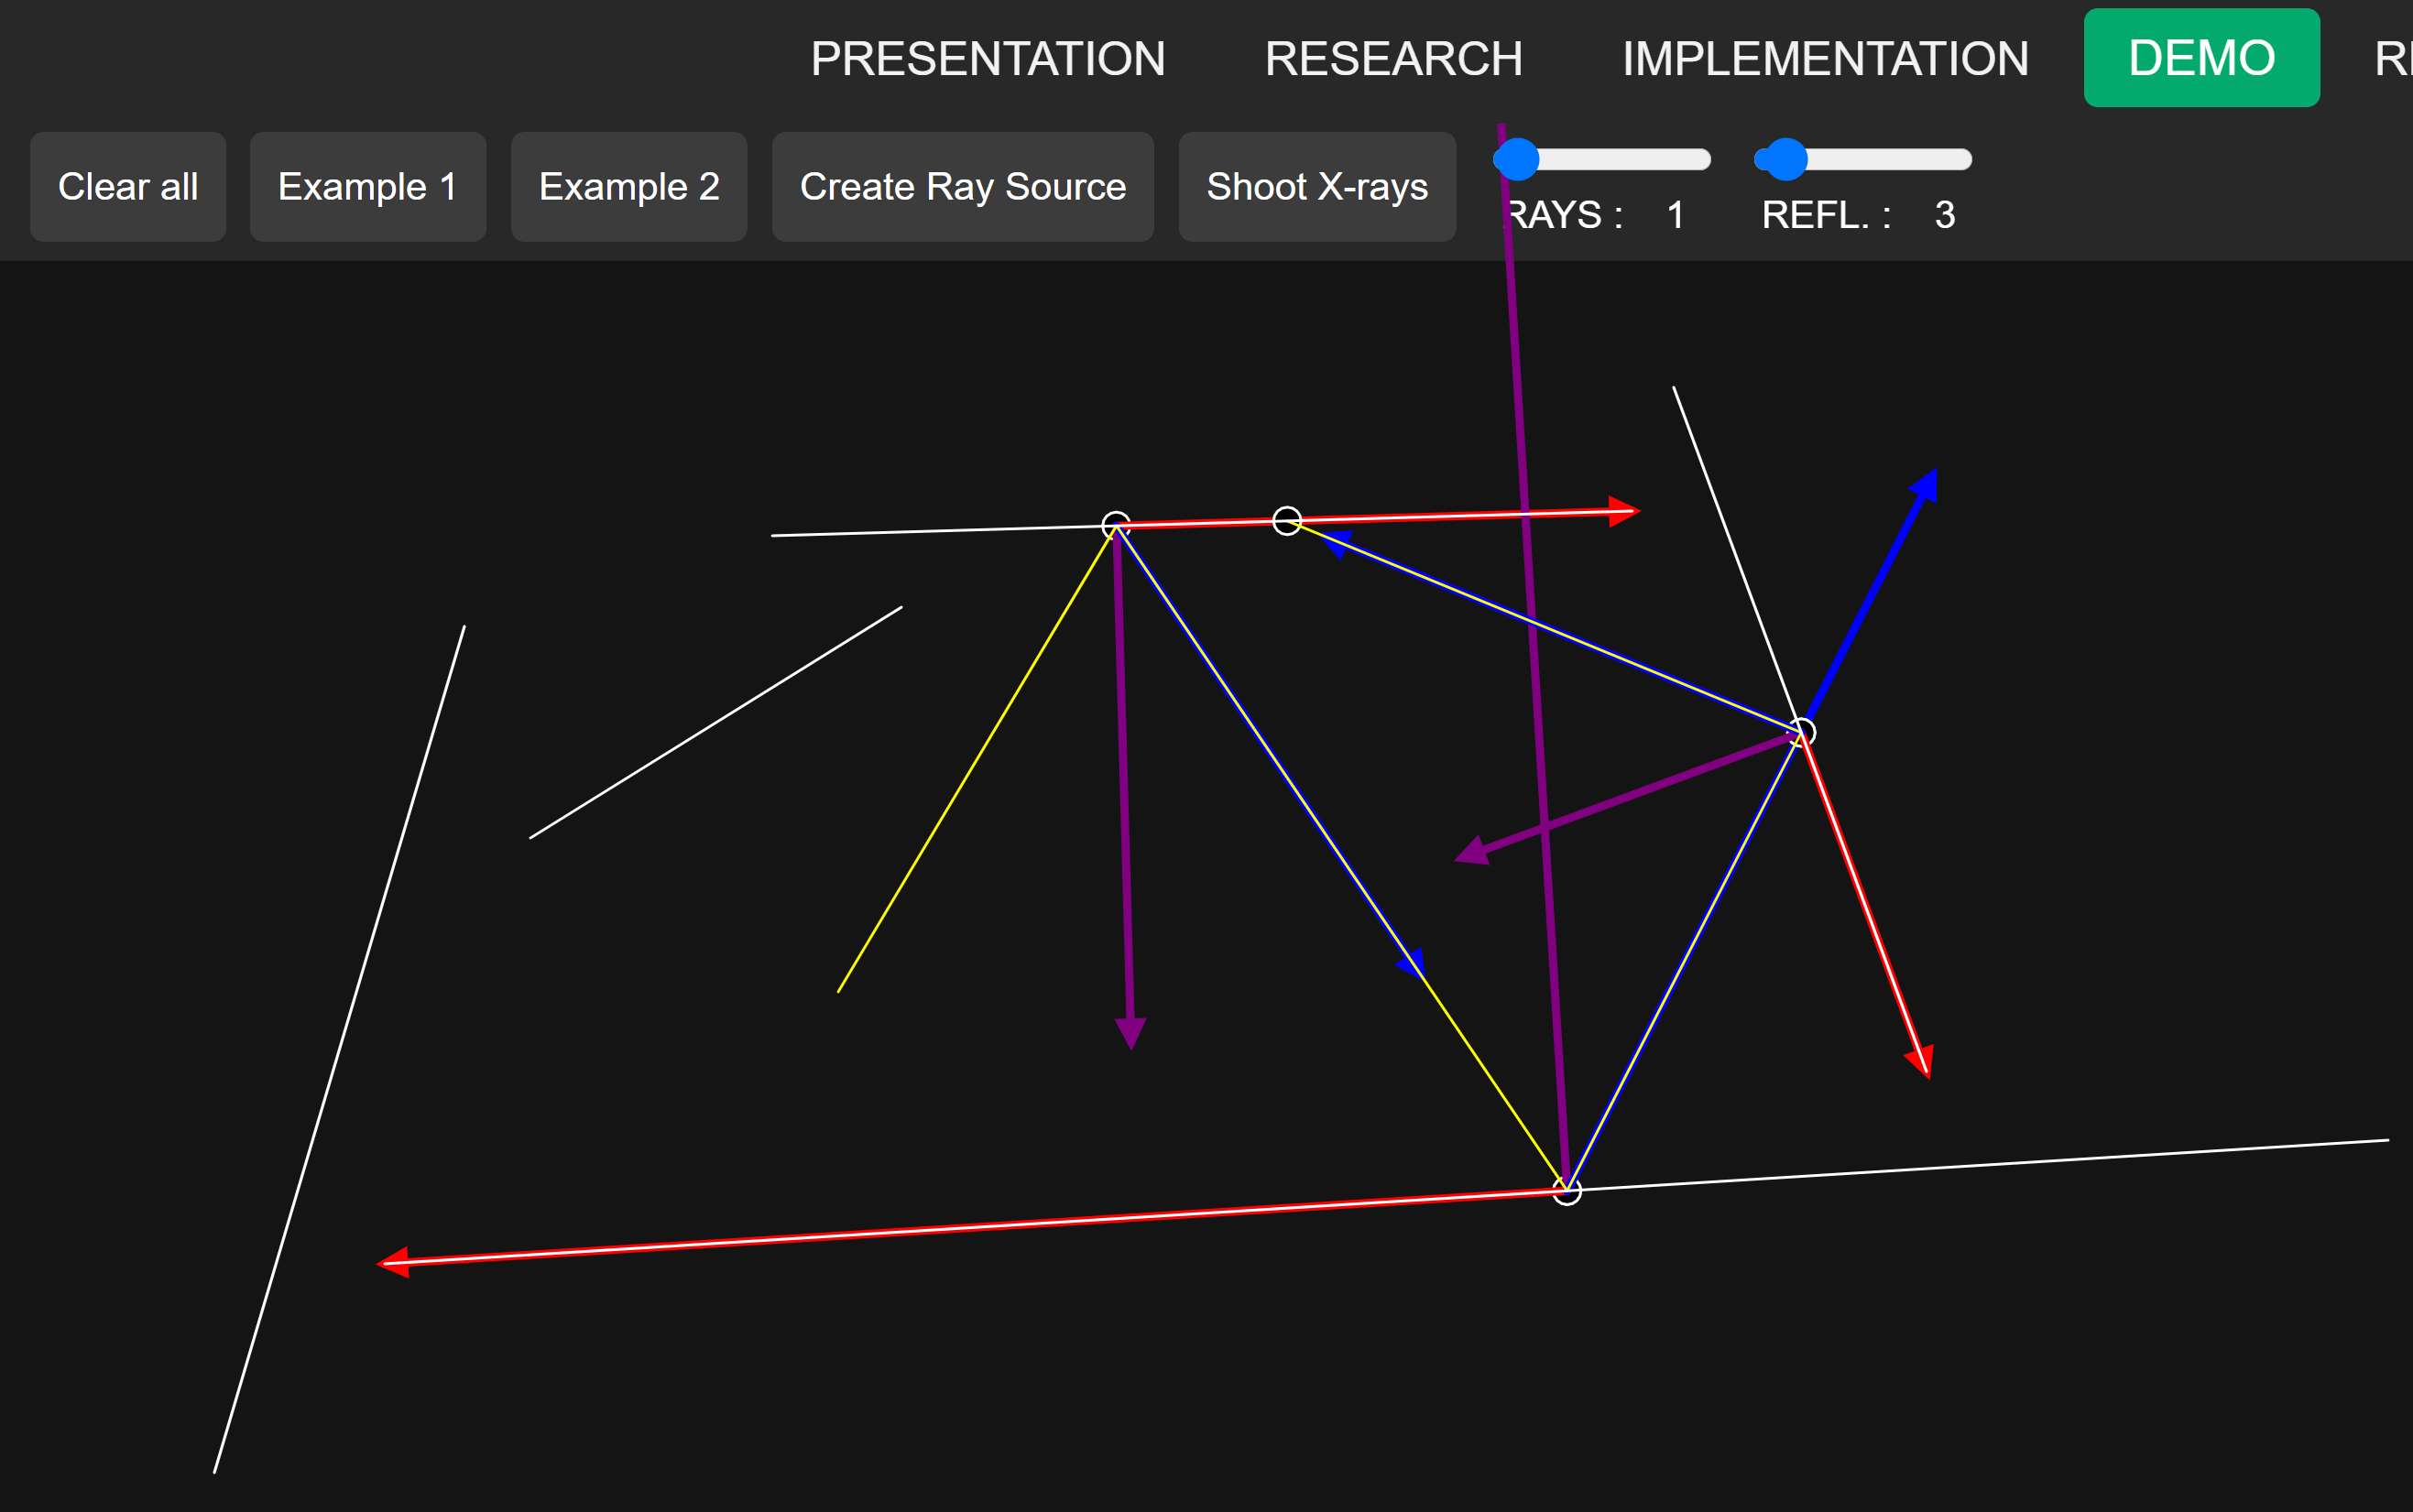 PRESENTATION RESEARCH IMPLEMENTATION DEMO
Clear all Example 1 Example 2 Create Ray Source Shoot X-rays
RAYS : 1 REFL. : 3